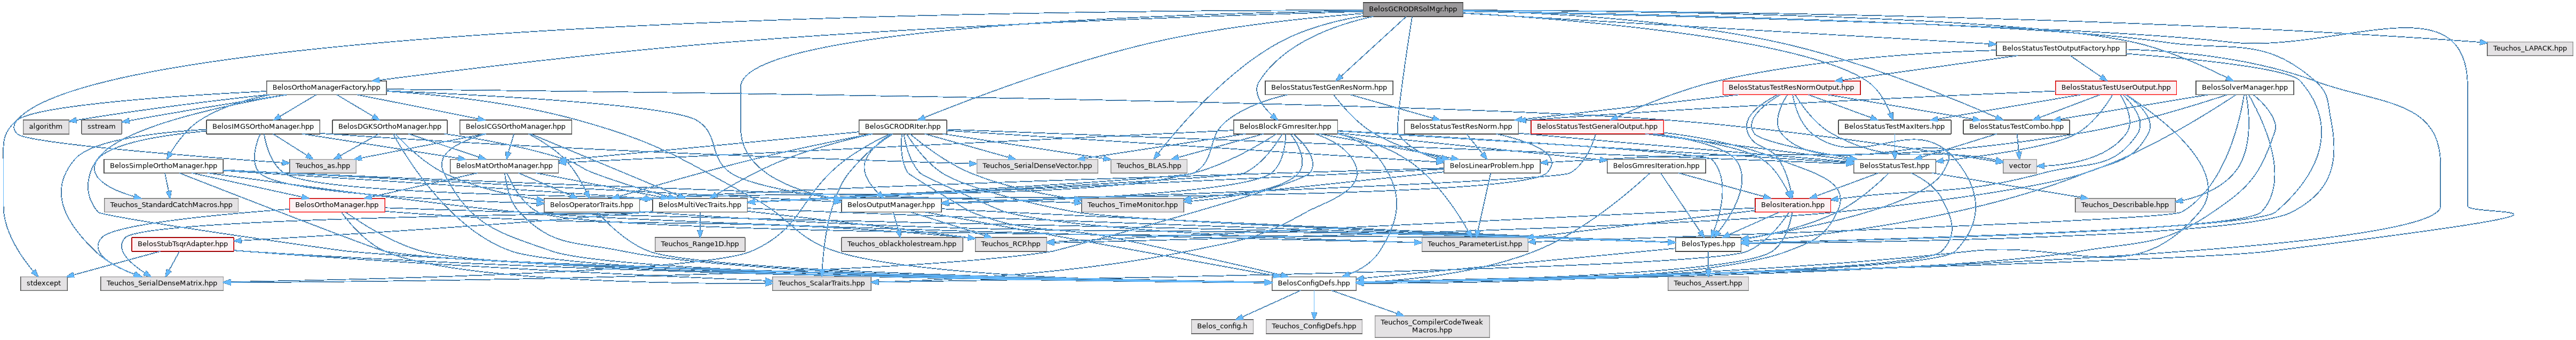 BelosGCRODRSolMgr.hpp
BelosStatusTestOutputFactory.hpp
Teuchos_LAPACK.hpp
BelosOrthoManagerFactory.hpp
BelosStatusTestGenResNorm.hpp
BelosStatusTestResNormOutput.hpp
BelosStatusTestUserOutput.hpp
BelosSolverManager.hpp
algorithm
sstream
BelosIMGSOrthoManager.hpp
BelosDGKSOrthoManager.hpp
BelosICGSOrthoManager.hpp
BelosGCRODRIter.hpp
BelosBlockFGmresIter.hpp
BelosStatusTestResNorm.hpp
BelosStatusTestGeneralOutput.hpp
BelosStatusTestMaxIters.hpp
BelosStatusTestCombo.hpp
BelosSimpleOrthoManager.hpp
Teuchos_as.hpp
BelosMatOrthoManager.hpp
Teuchos_SerialDenseVector.hpp
Teuchos_BLAS.hpp
BelosLinearProblem.hpp
BelosGmresIteration.hpp
BelosStatusTest.hpp
vector
Teuchos_StandardCatchMacros.hpp
BelosOrthoManager.hpp
BelosOperatorTraits.hpp
BelosMultiVecTraits.hpp
BelosOutputManager.hpp
Teuchos_TimeMonitor.hpp
BelosIteration.hpp
Teuchos_Describable.hpp
BelosStubTsqrAdapter.hpp
Teuchos_Range1D.hpp
Teuchos_oblackholestream.hpp
Teuchos_RCP.hpp
Teuchos_ParameterList.hpp
BelosTypes.hpp
stdexcept
Teuchos_SerialDenseMatrix.hpp
Teuchos_ScalarTraits.hpp
BelosConfigDefs.hpp
Teuchos_Assert.hpp
Belos_config.h
Teuchos_ConfigDefs.hpp
Teuchos_CompilerCodeTweak
Macros.hpp